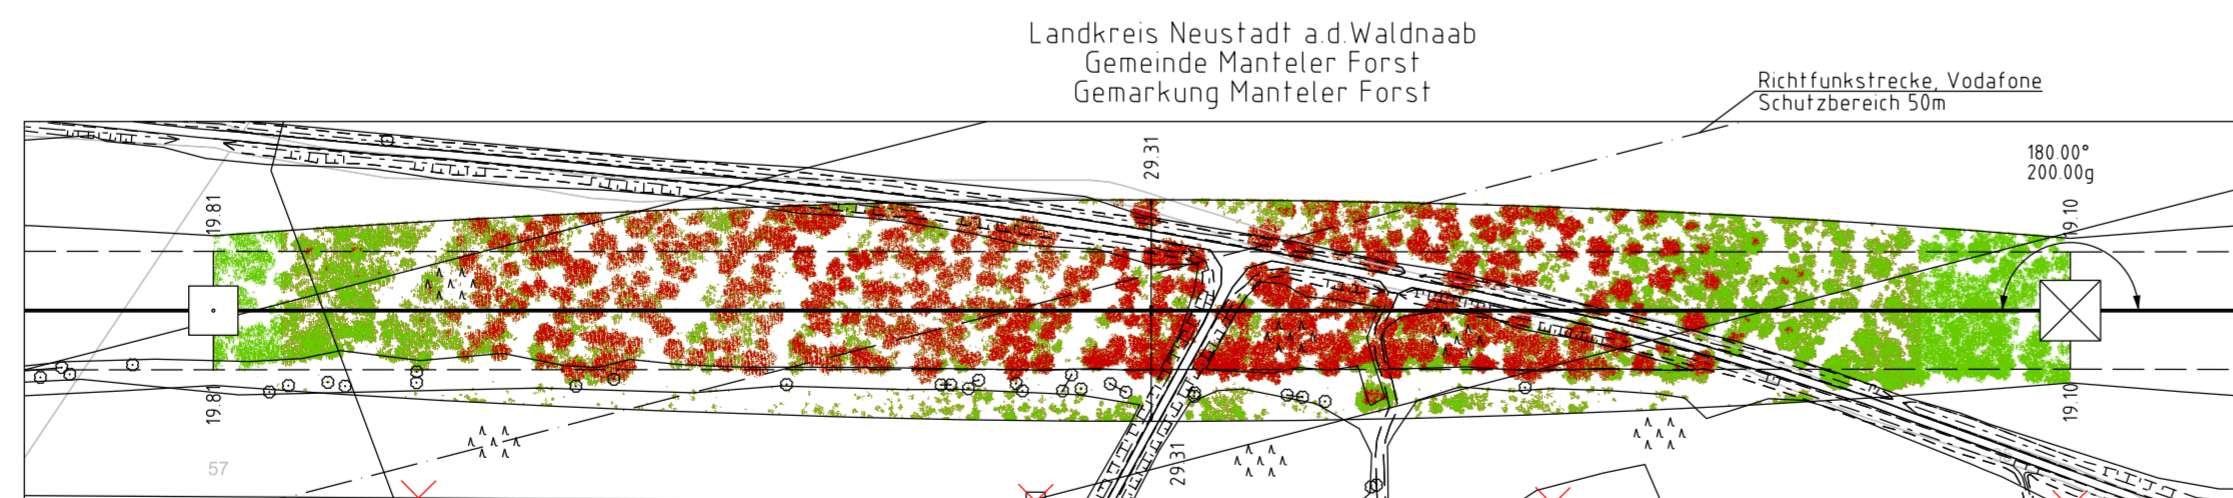 Landkreis Neustadt a.d.Waldnaab
Gemeinde Manteler Forst
Gemarkung Manteler Forst
Richtfunkstrecke, Vodafone
Schutzbereich 50m
29.31
180.00°
200.00g
19.81
19.10
19.81
19.10
29.31
57